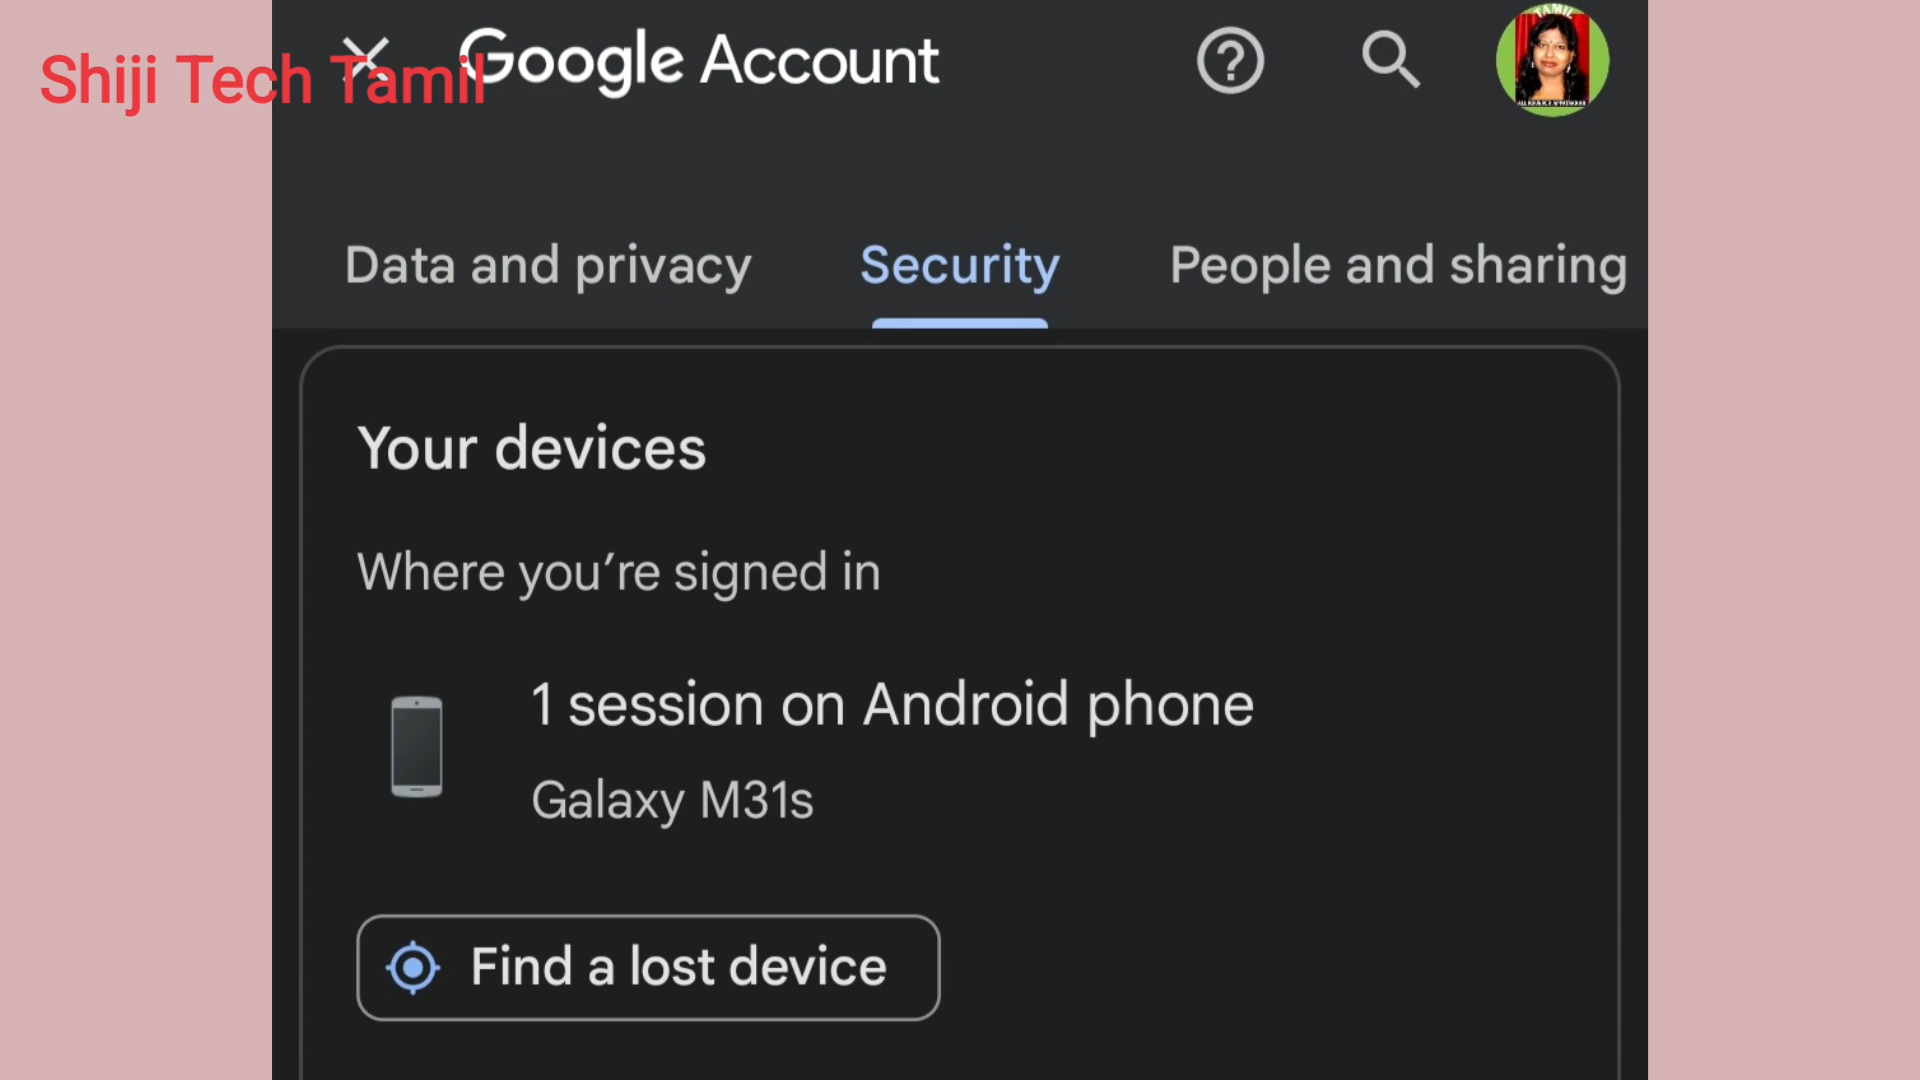 Shiji Tech Tamil
Google Account
TAMIL
Data and privacy
Security
People and sharing
Your devices
Where you’re signed in
1 session on Android phone
Galaxy M31s
Find a lost device